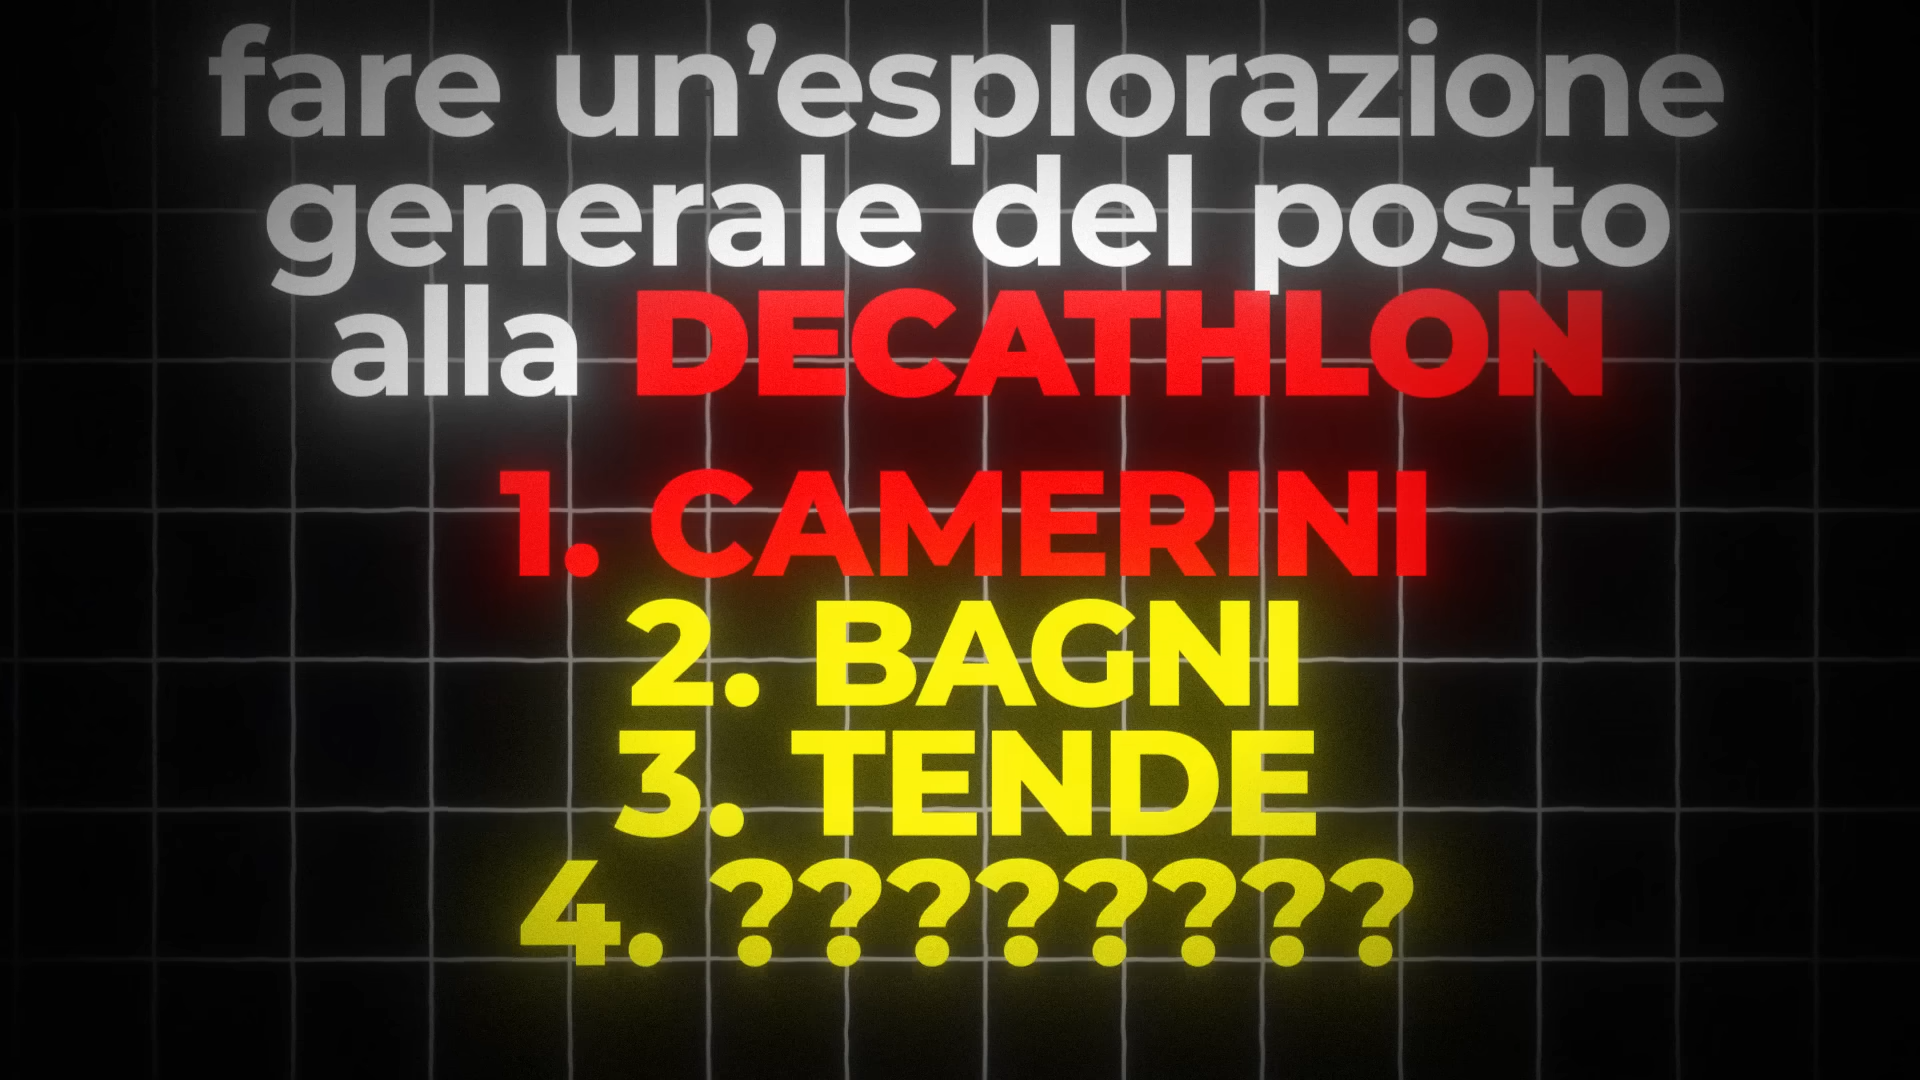 fare un’esplorazione
generale del posto
alla DECATHLON
1. CAMERINI
2. BAGNI
3. TENDE
4. ????????